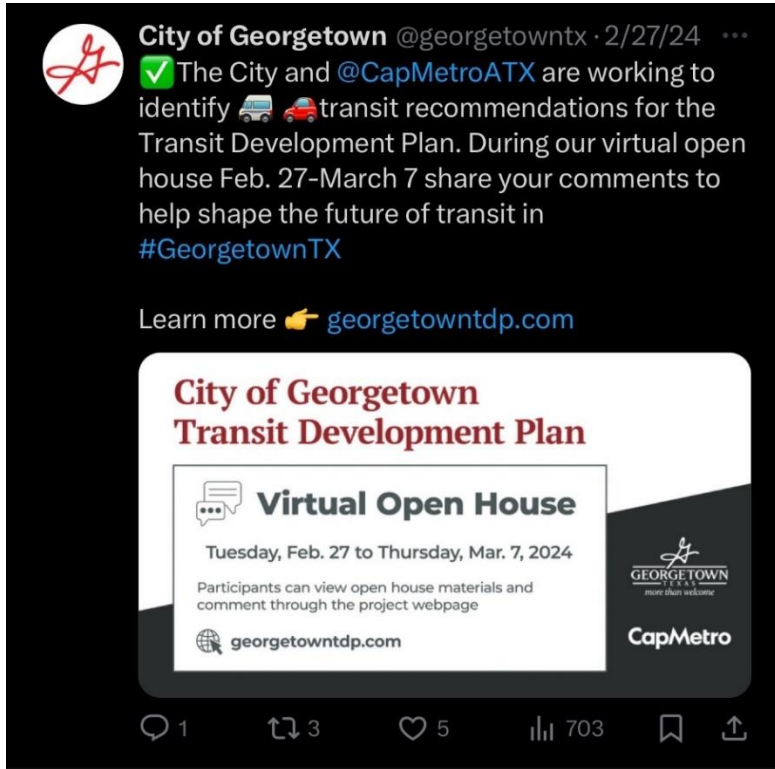 City of Georgetown @georgetowntx · 2/27/24 ···
✅The City and @CapMetroATX are working to
identify 🚐 🚗transit recommendations for the
Transit Development Plan. During our virtual open
house Feb. 27-March 7 share your comments to
help shape the future of transit in
#GeorgetownTX
Learn more 👉 georgetowntdp.com
City of Georgetown
Transit Development Plan
Virtual Open House
Tuesday, Feb. 27 to Thursday, Mar. 7, 2024
Participants can view open house materials and
comment through the project webpage
georgetowntdp.com
G
GEORGETOWN
TEXAS
more than welcome
CapMetro
1 3 5 703